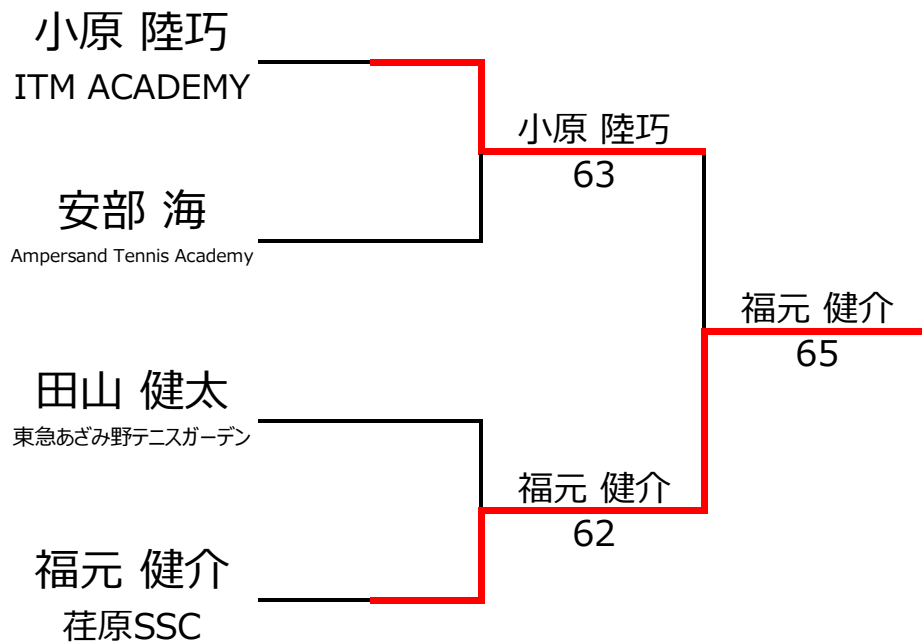 小原 陸巧
ITM ACADEMY
小原 陸巧
63
安部 海
Ampersand Tennis Academy
福元 健介
65
田山 健太
東急あざみ野テニスガーデン
福元 健介
62
福元 健介
荏原SSC